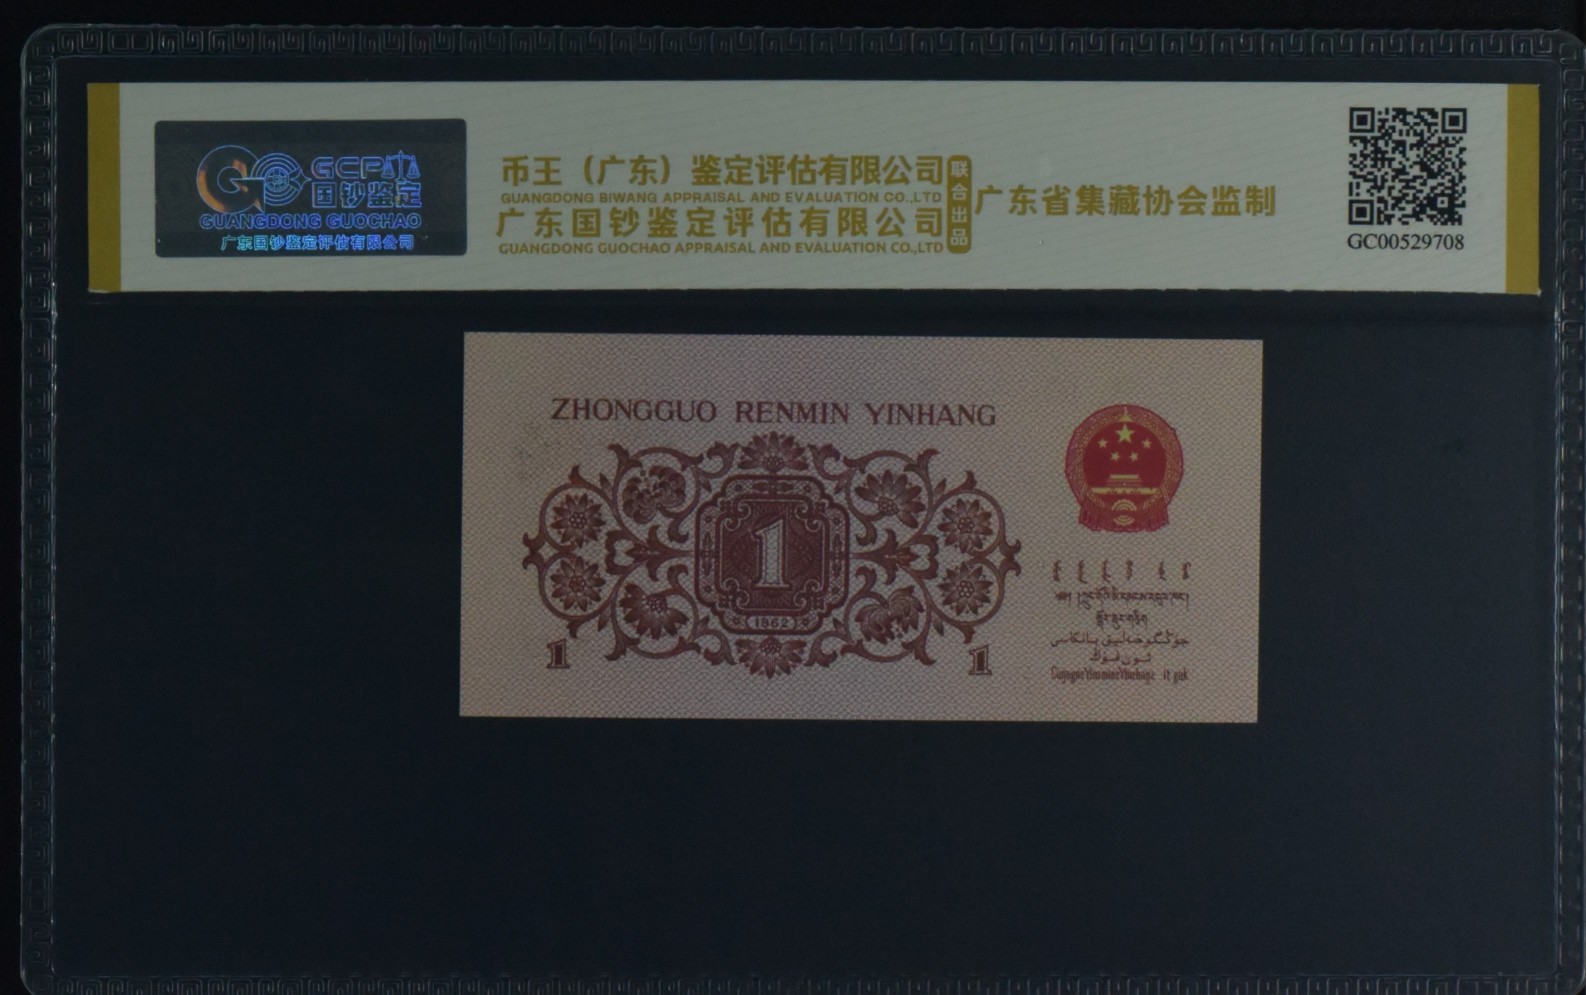 GCP
国钞鉴定
GUANGDONG GUOCHAO
广东国钞鉴定评估有限公司
币王（广东）鉴定评估有限公司
GUANGDONG BIWANG APPRAISAL AND EVALUATION CO.,LTD
广东国钞鉴定评估有限公司
GUANGDONG GUOCHAO APPRAISAL AND EVALUATION CO.,LTD
联合出品
广东省集藏协会监制
GC00529708
ZHONGGUO RENMIN YINHANG
1
(1962)
1
1